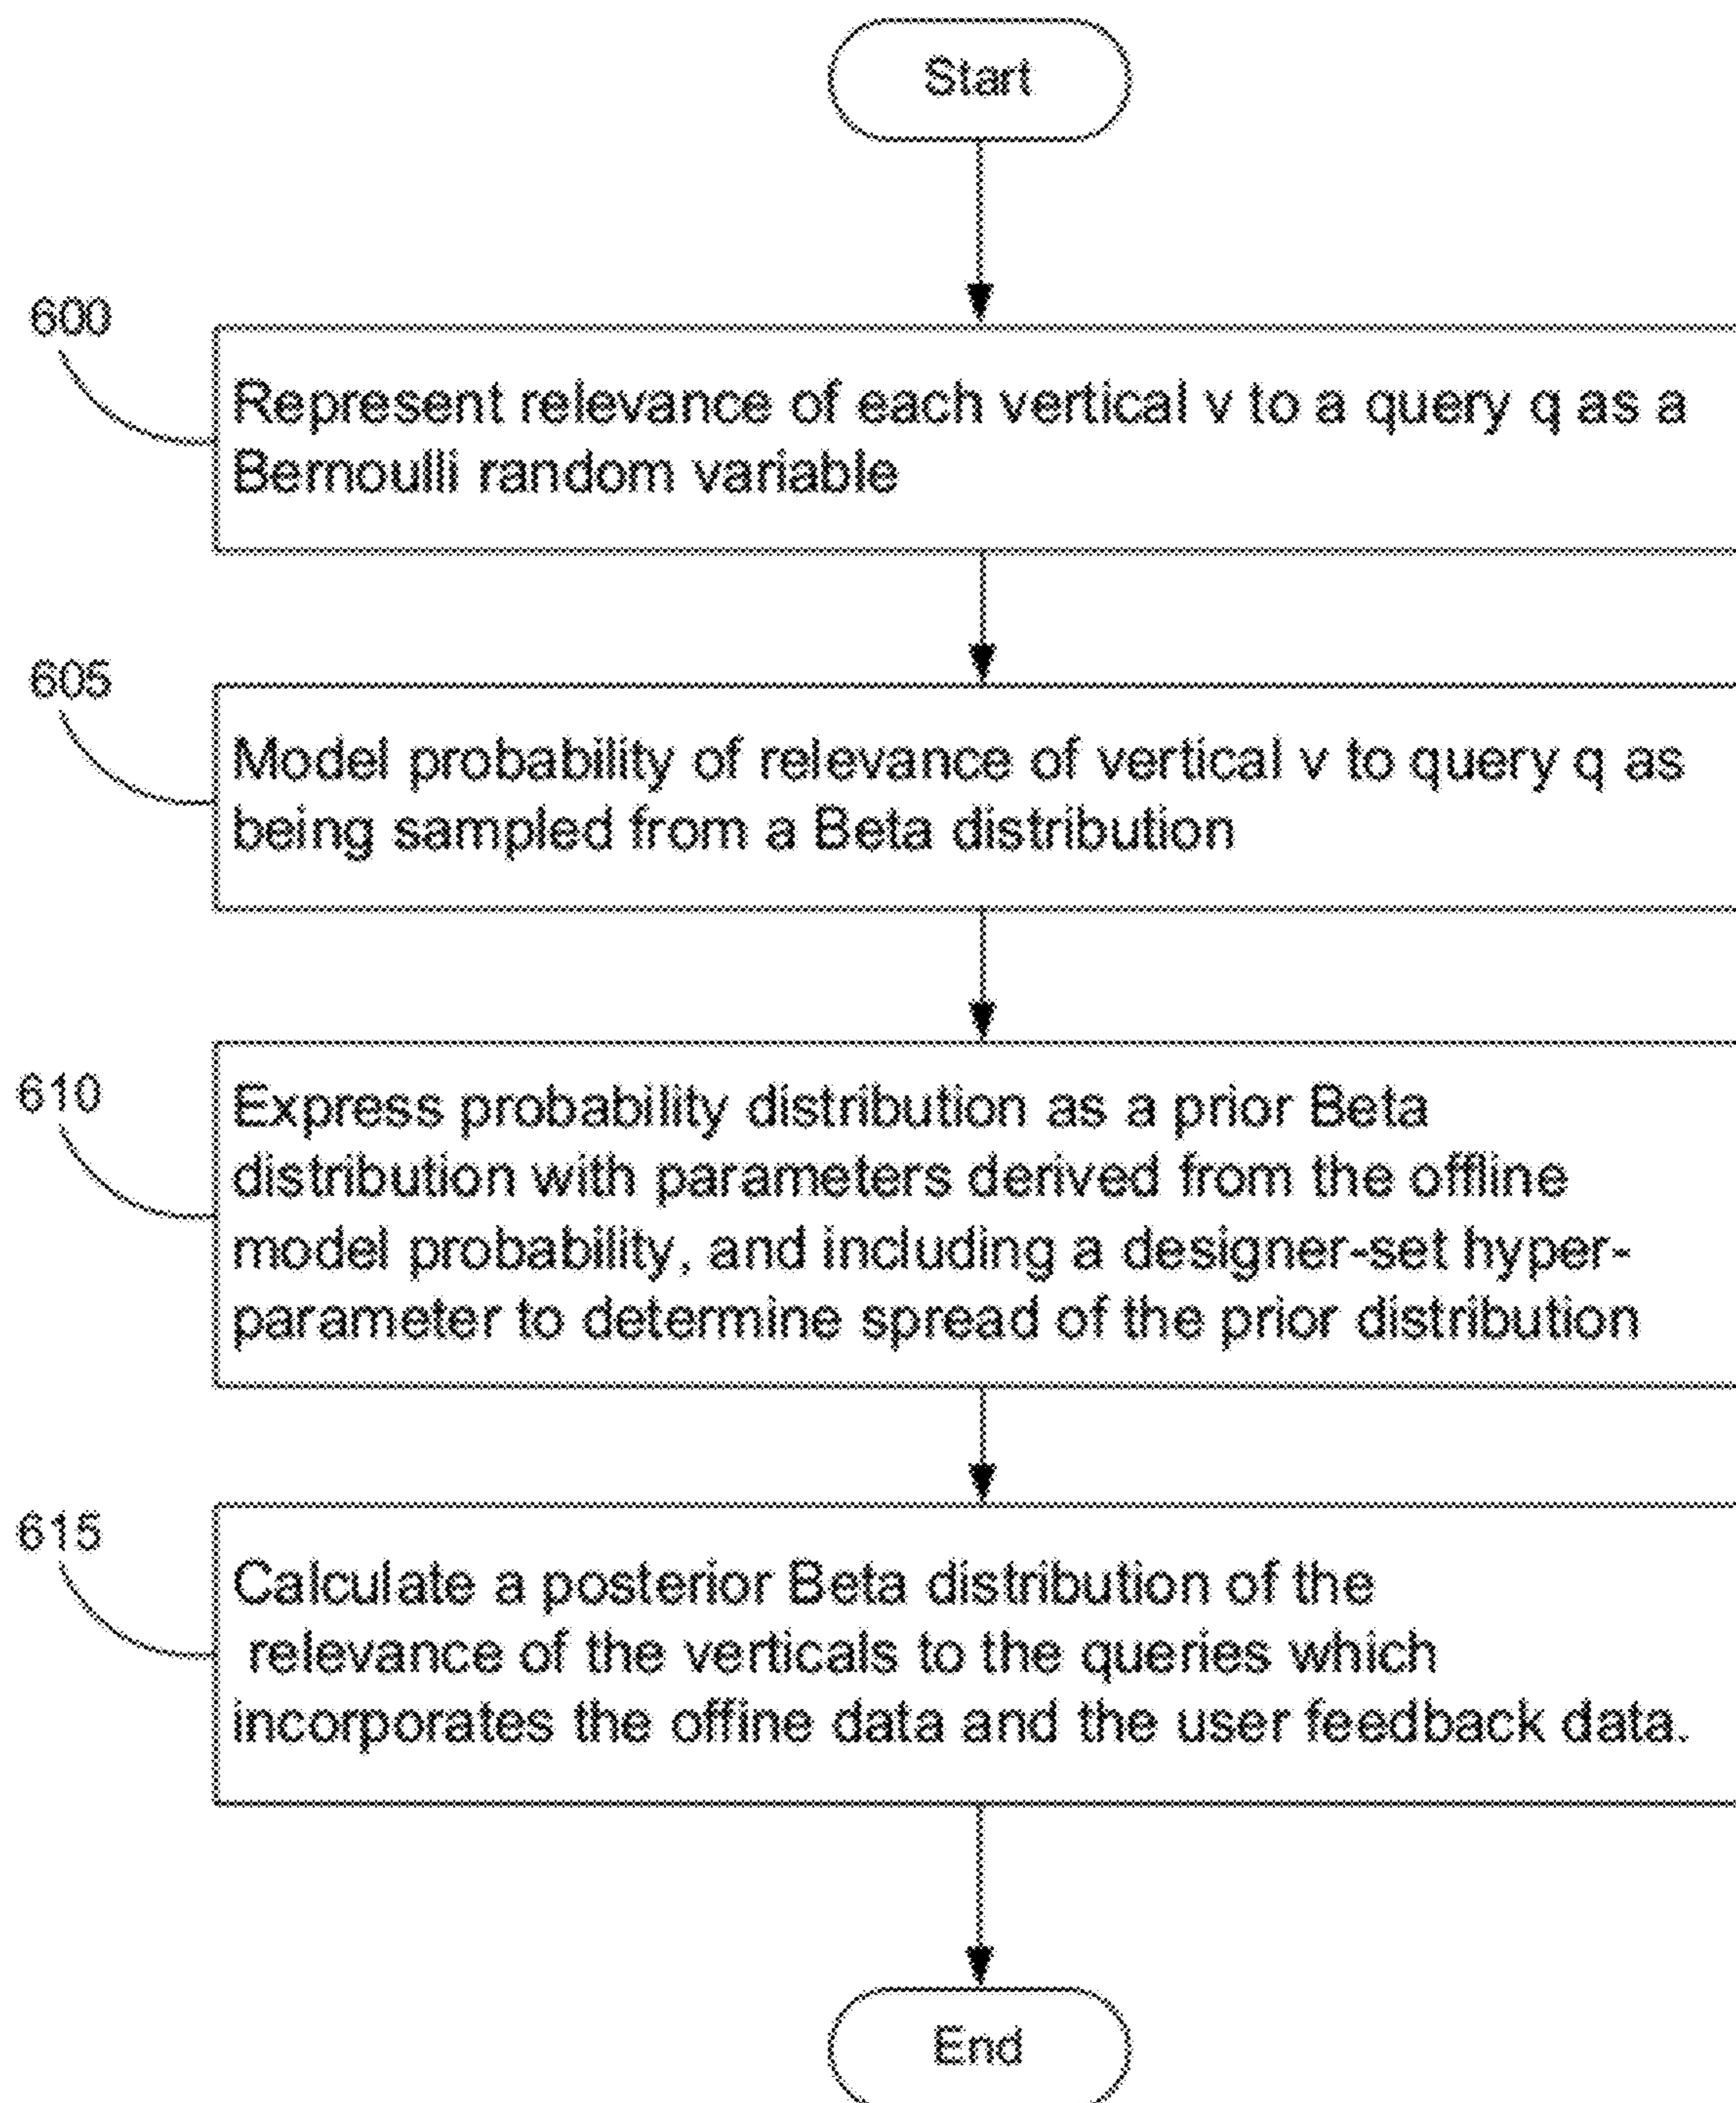 Start
600
Represent relevance of each vertical v to a query q as a
Bernoulli random variable
605
Model probability of relevance of vertical v to query q as
being sampled from a Beta distribution
610
Express probability distribution as a prior Beta
distribution with parameters derived from the offline
model probability, and including a designer-set hyper-
parameter to determine spread of the prior distribution
615
Calculate a posterior Beta distribution of the
relevance of the verticals to the queries which
incorporates the offine data and the user feedback data.
End